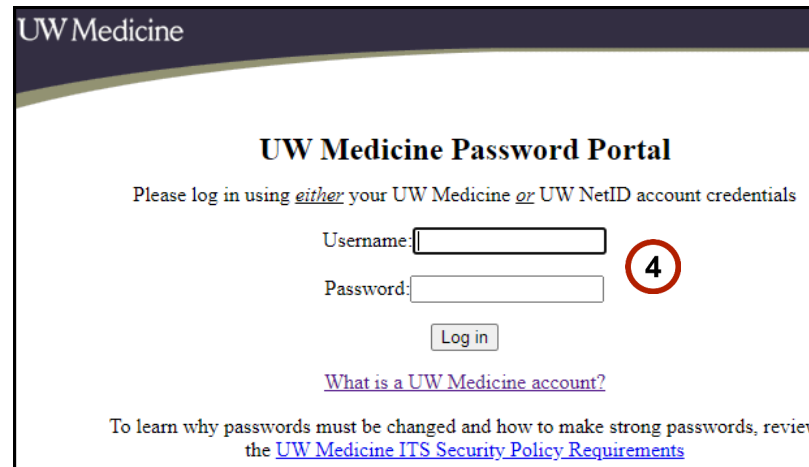 UW Medicine
UW Medicine Password Portal
Please log in using either your UW Medicine or UW NetID account credentials
Username:
4
Password:
Log in
What is a UW Medicine account?
To learn why passwords must be changed and how to make strong passwords, review
the UW Medicine ITS Security Policy Requirements